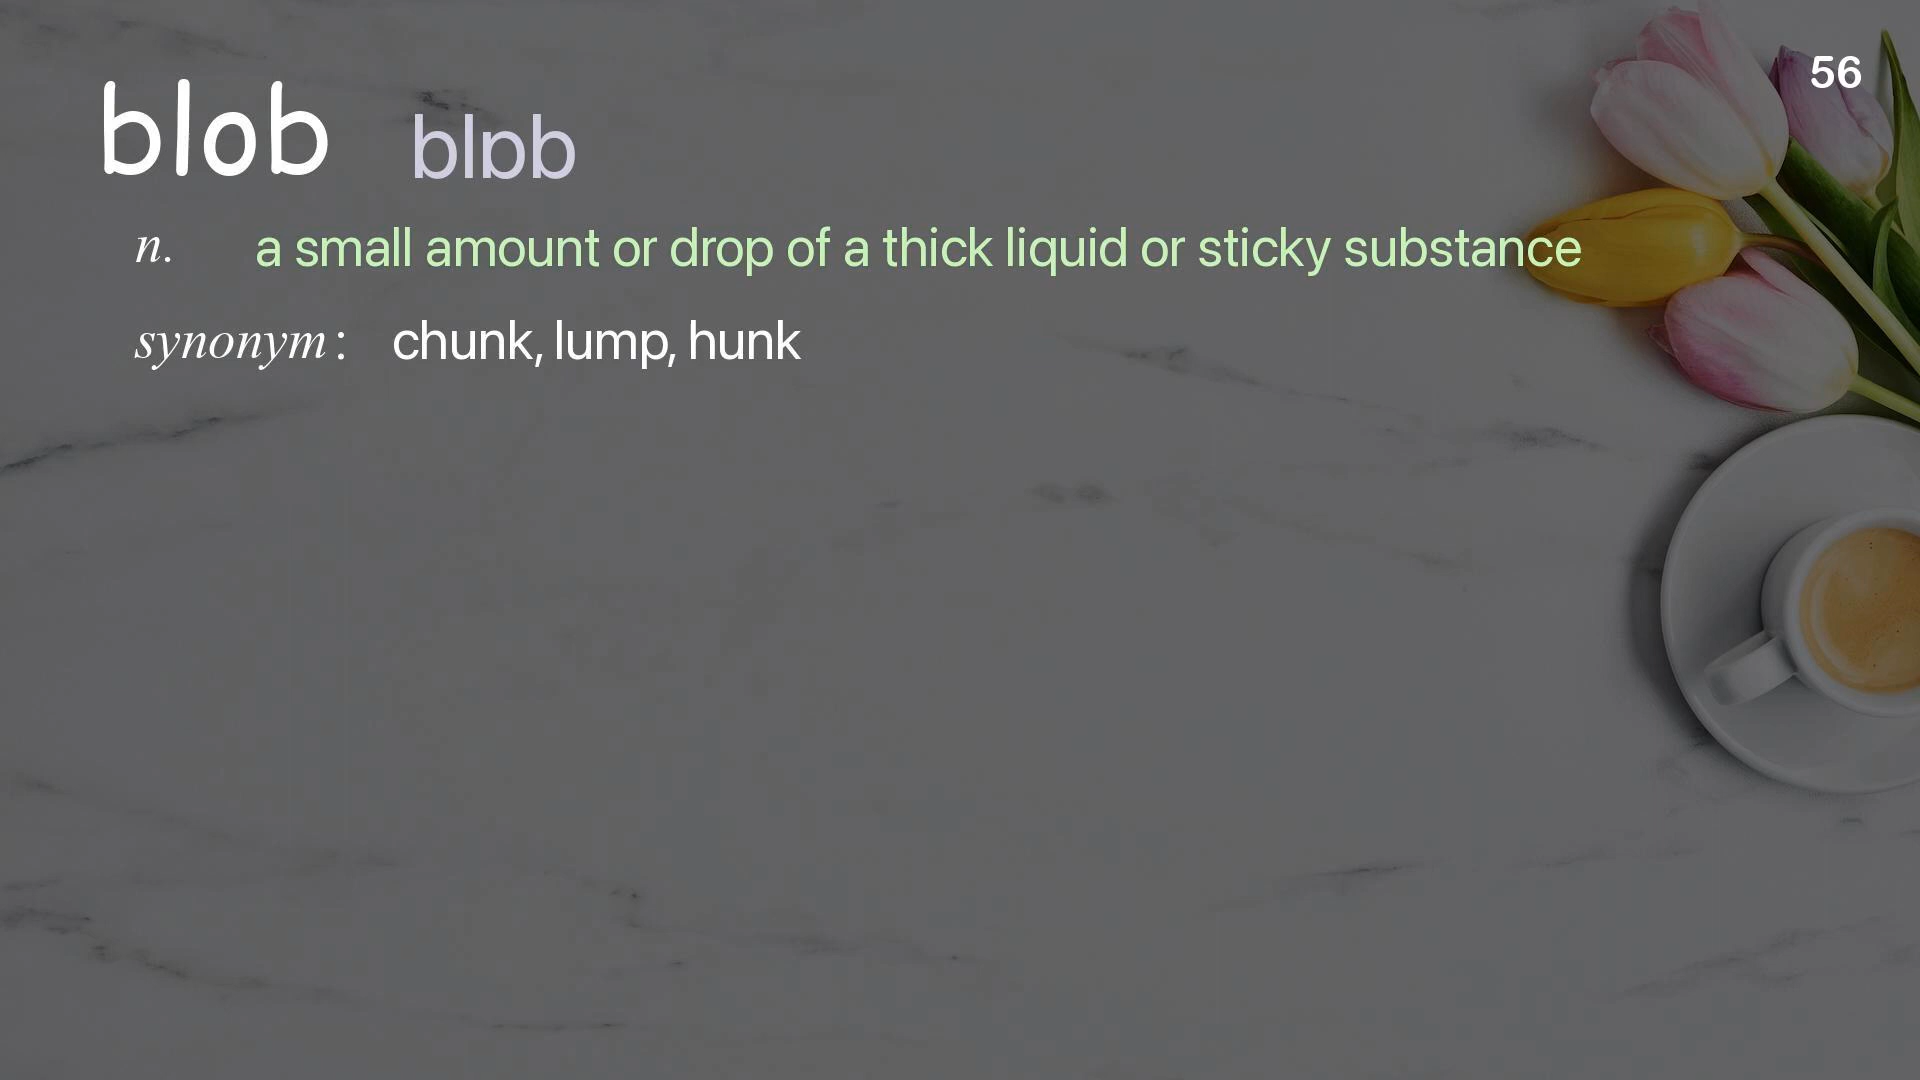 56
blob blɒb
n. a small amount or drop of a thick liquid or sticky substance
synonym : chunk, lump, hunk